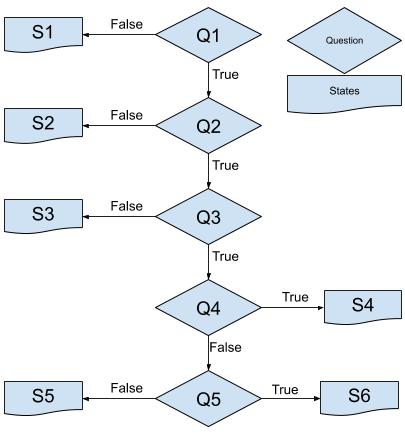 S1
False
Q1
Question
True
States
S2
False
Q2
True
S3
False
Q3
True
Q4
True
S4
False
S5
False
Q5
True
S6